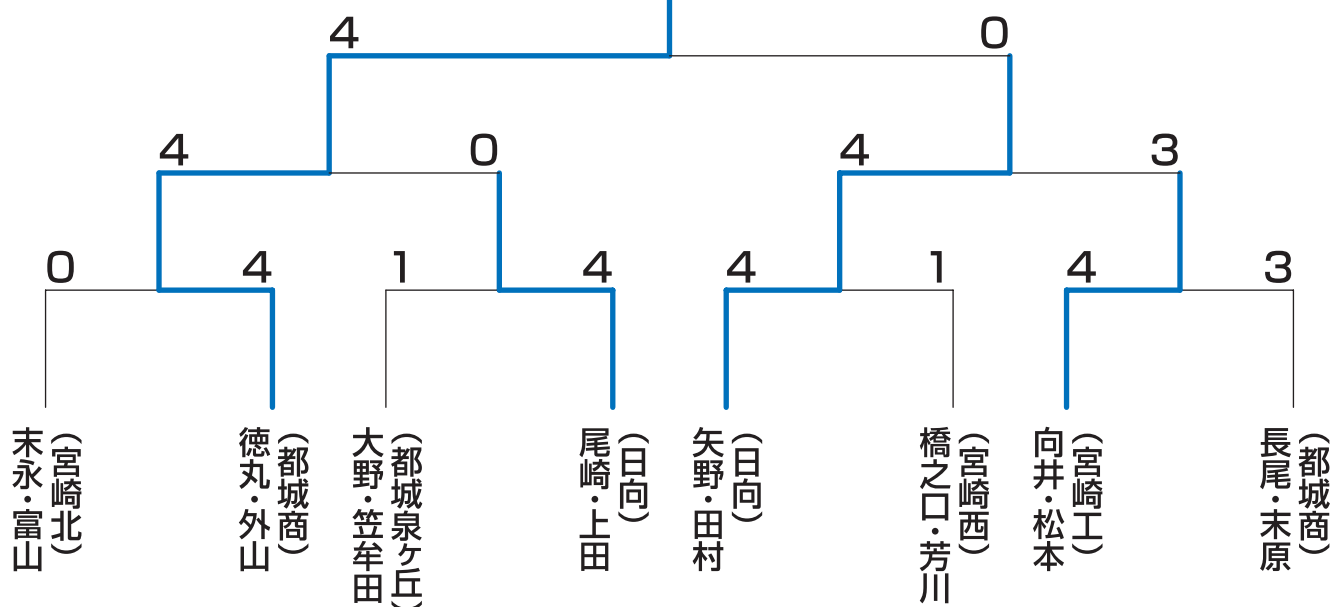 4
0
4
0
4
3
0
4
1
4
4
1
4
3
(宮崎北)
末永・富山
(都城商)
徳丸・外山
(都城泉ヶ丘)
大野・笠牟田
(日向)
尾崎・上田
(日向)
矢野・田村
(宮崎西)
橋之口・芳川
(宮崎工)
向井・松本
(都城商)
長尾・末原